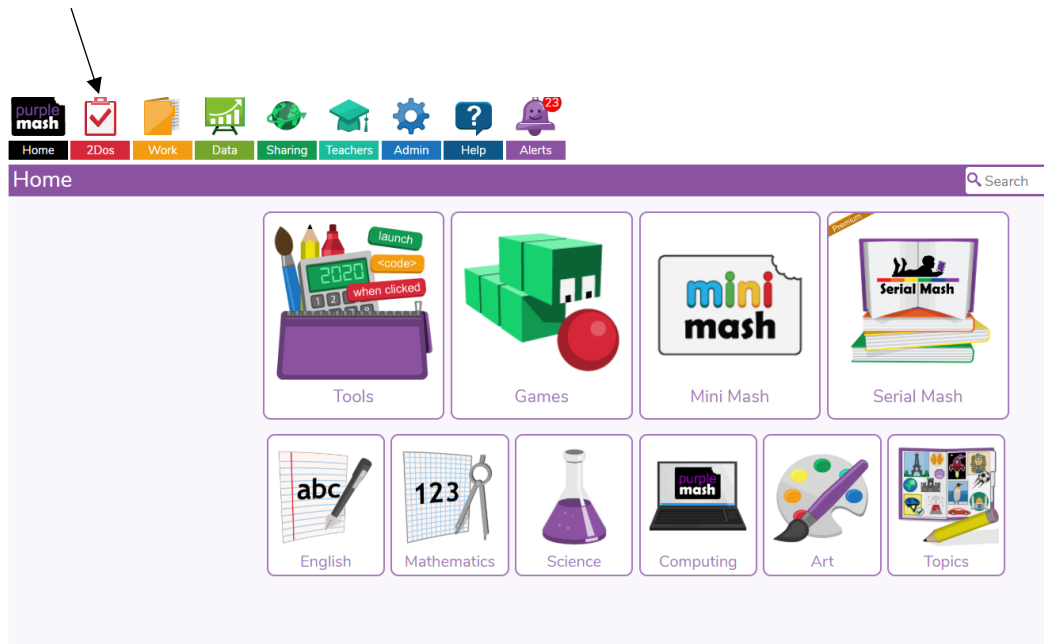 purple
mash
23
?
Home 2Dos Work Data Sharing Teachers Admin Help Alerts
Home
Search
launch
<code>
when clicked
2020
1 2
Tools
Games
mini
mash
Mini Mash
Premium
Serial Mash
Serial Mash
abc
English
123
Mathematics
Science
purple
mash
Computing
Art
Topics